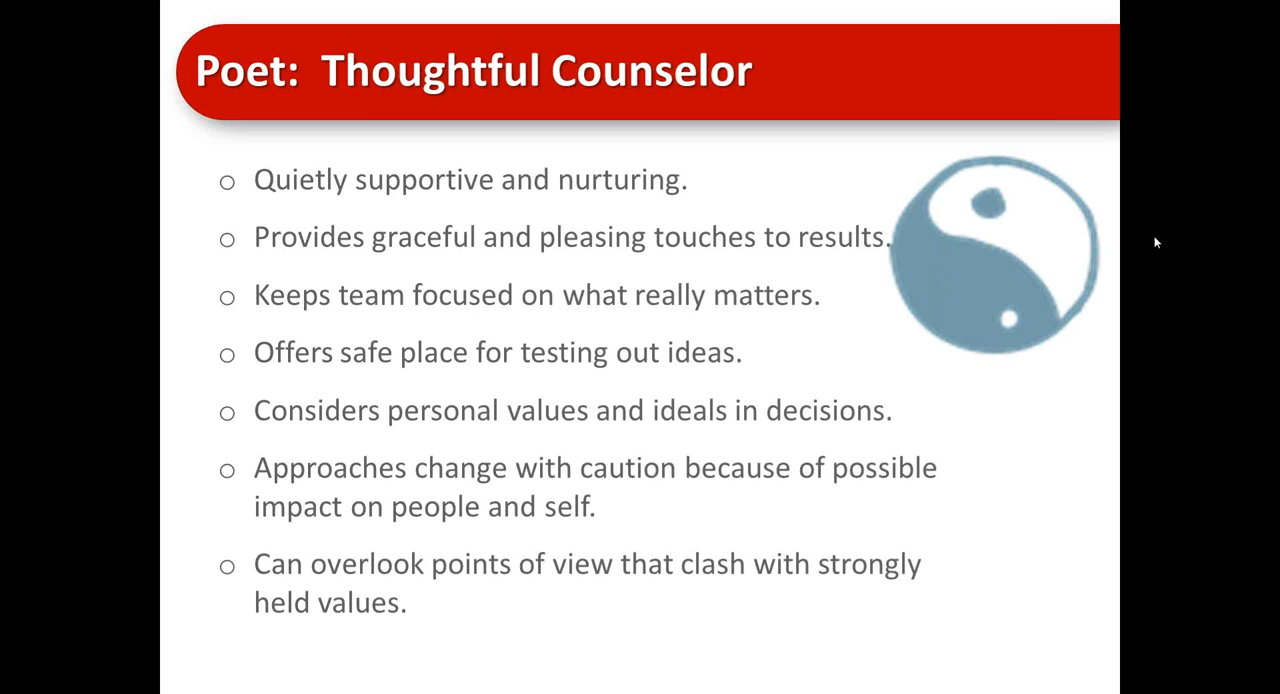 Poet:  Thoughtful Counselor
o Quietly supportive and nurturing.
o Provides graceful and pleasing touches to results.
o Keeps team focused on what really matters.
o Offers safe place for testing out ideas.
o Considers personal values and ideals in decisions.
o Approaches change with caution because of possible
impact on people and self.
o Can overlook points of view that clash with strongly
held values.